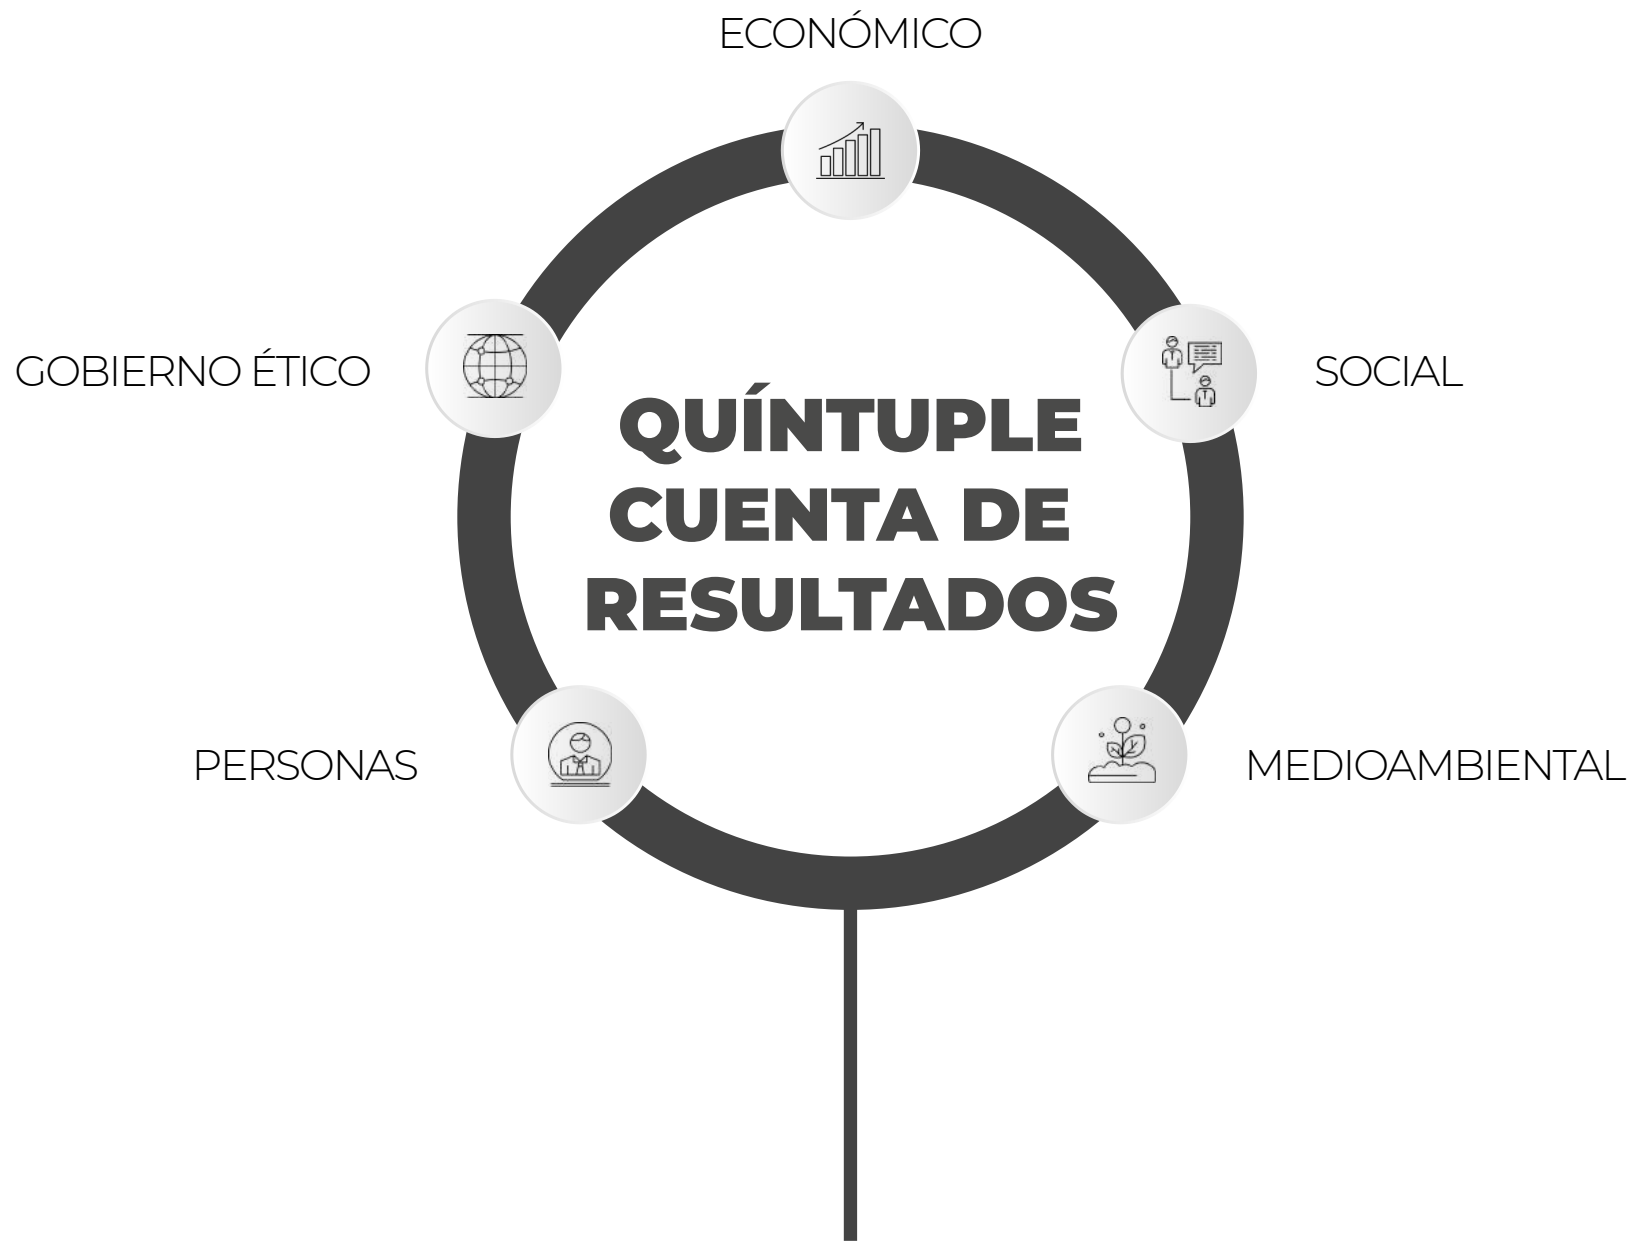 ECONÓMICO
GOBIERNO ÉTICO
SOCIAL
QUÍNTUPLE
CUENTA DE
RESULTADOS
PERSONAS
MEDIOAMBIENTAL